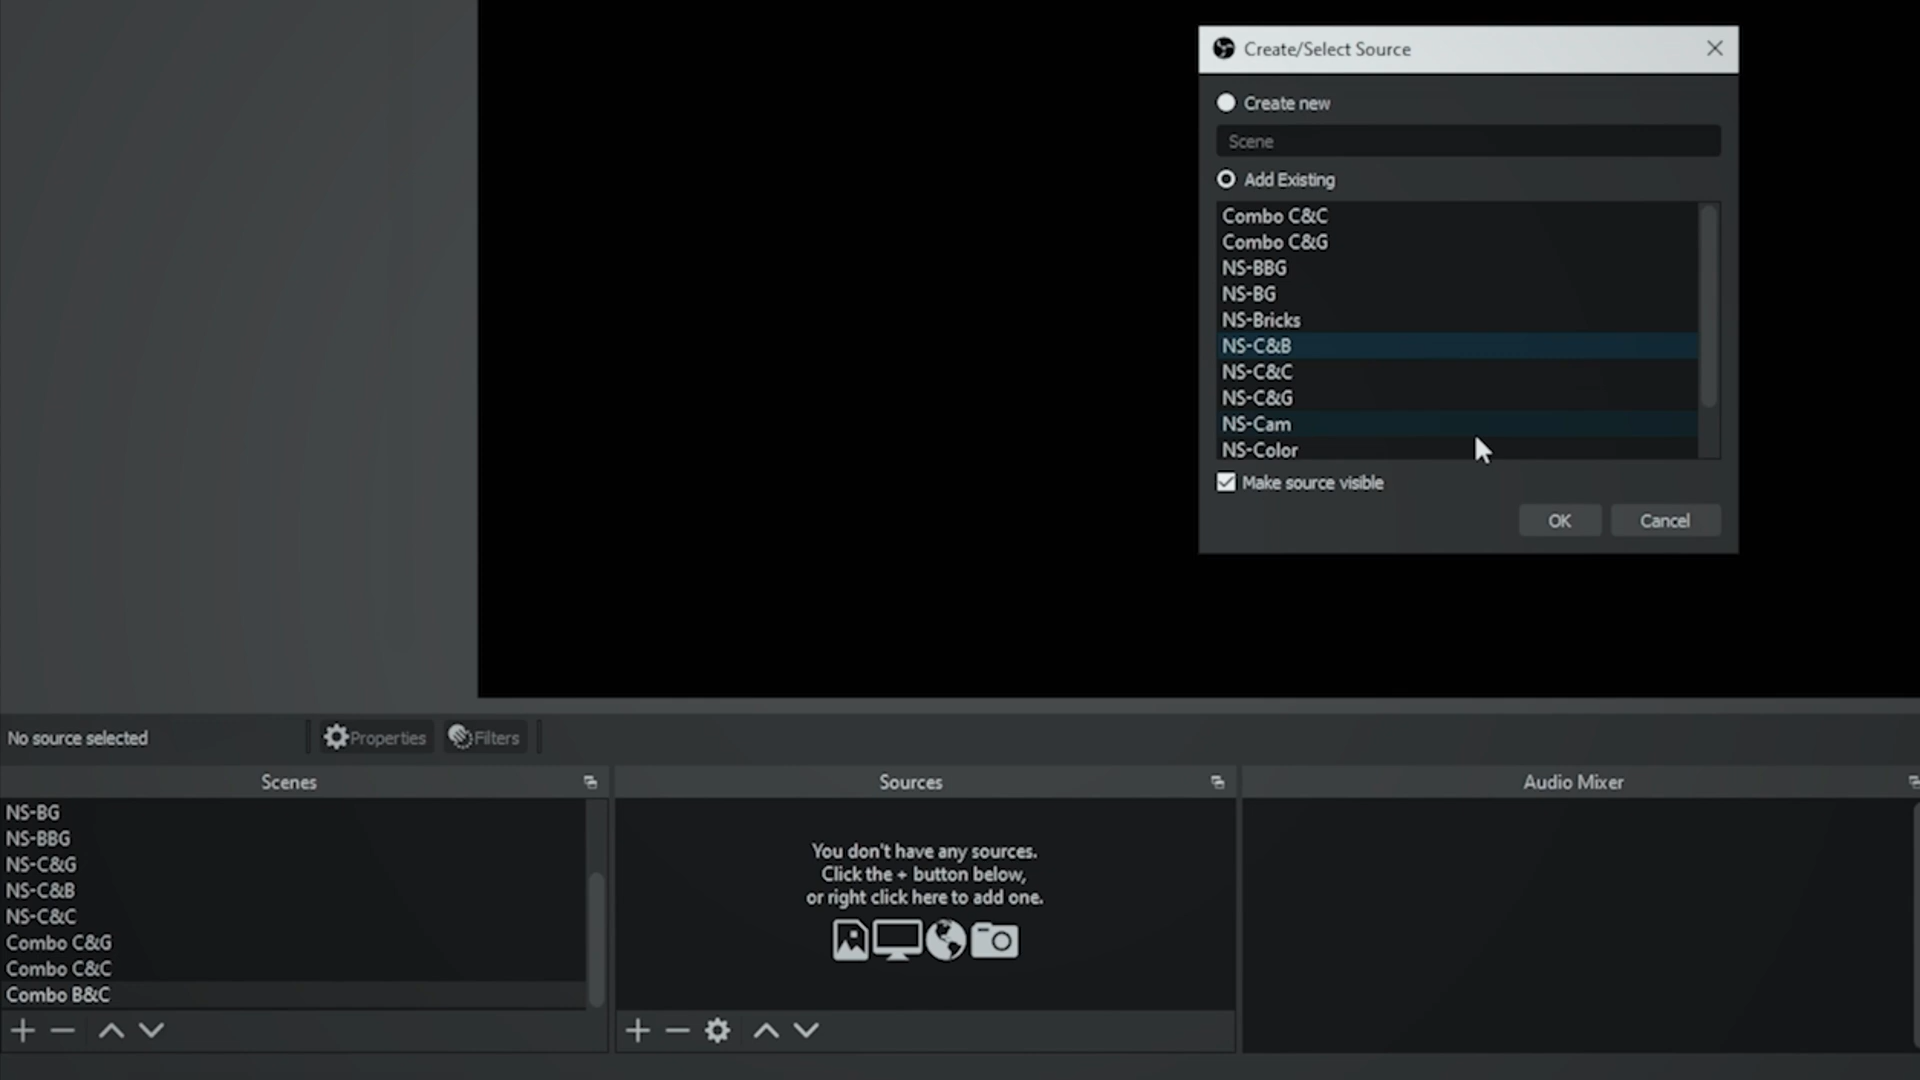 Create/Select Source
Create new
Scene
Add Existing
Combo C&C
Combo C&G
NS-BBG
NS-BG
NS-Bricks
NS-C&B
NS-C&C
NS-C&G
NS-Cam
NS-Color
Make source visible
OK
Cancel
No source selected
Properties
Filters
Scenes
NS-BG
NS-BBG
NS-C&G
NS-C&B
NS-C&C
Combo C&G
Combo C&C
Combo B&C
Sources
You don't have any sources.
Click the + button below,
or right click here to add one.
Audio Mixer